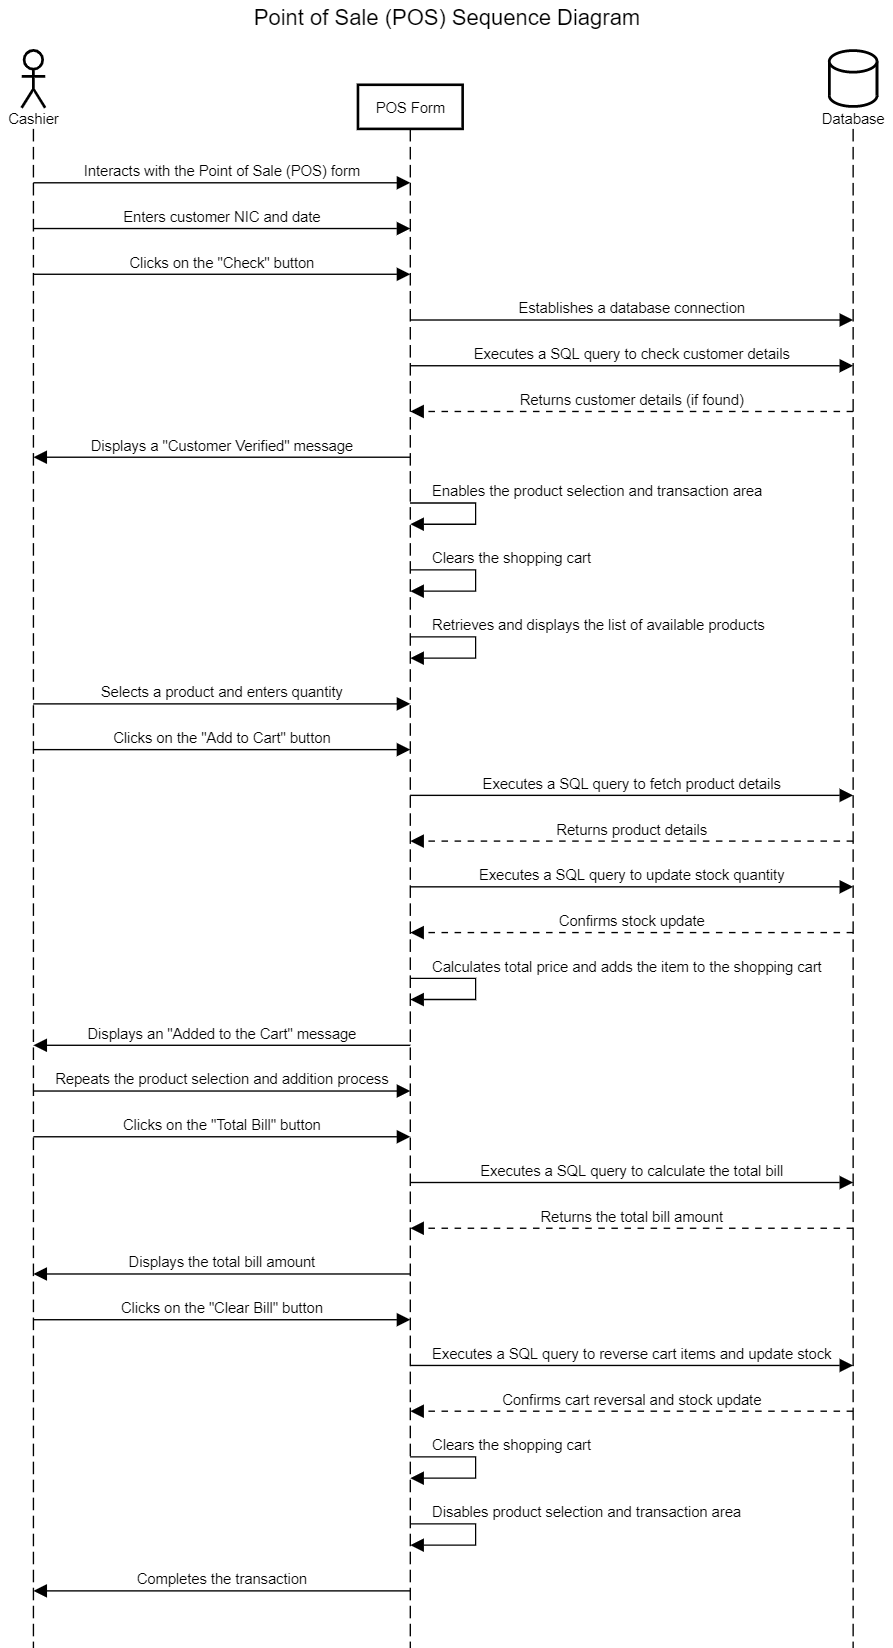 Point of Sale (POS) Sequence Diagram
Cashier
POS Form
Database
Interacts with the Point of Sale (POS) form
Enters customer NIC and date
Clicks on the "Check" button
Establishes a database connection
Executes a SQL query to check customer details
Returns customer details (if found)
Displays a "Customer Verified" message
Enables the product selection and transaction area
Clears the shopping cart
Retrieves and displays the list of available products
Selects a product and enters quantity
Clicks on the "Add to Cart" button
Executes a SQL query to fetch product details
Returns product details
Executes a SQL query to update stock quantity
Confirms stock update
Calculates total price and adds the item to the shopping cart
Displays an "Added to the Cart" message
Repeats the product selection and addition process
Clicks on the "Total Bill" button
Executes a SQL query to calculate the total bill
Returns the total bill amount
Displays the total bill amount
Clicks on the "Clear Bill" button
Executes a SQL query to reverse cart items and update stock
Confirms cart reversal and stock update
Clears the shopping cart
Disables product selection and transaction area
Completes the transaction